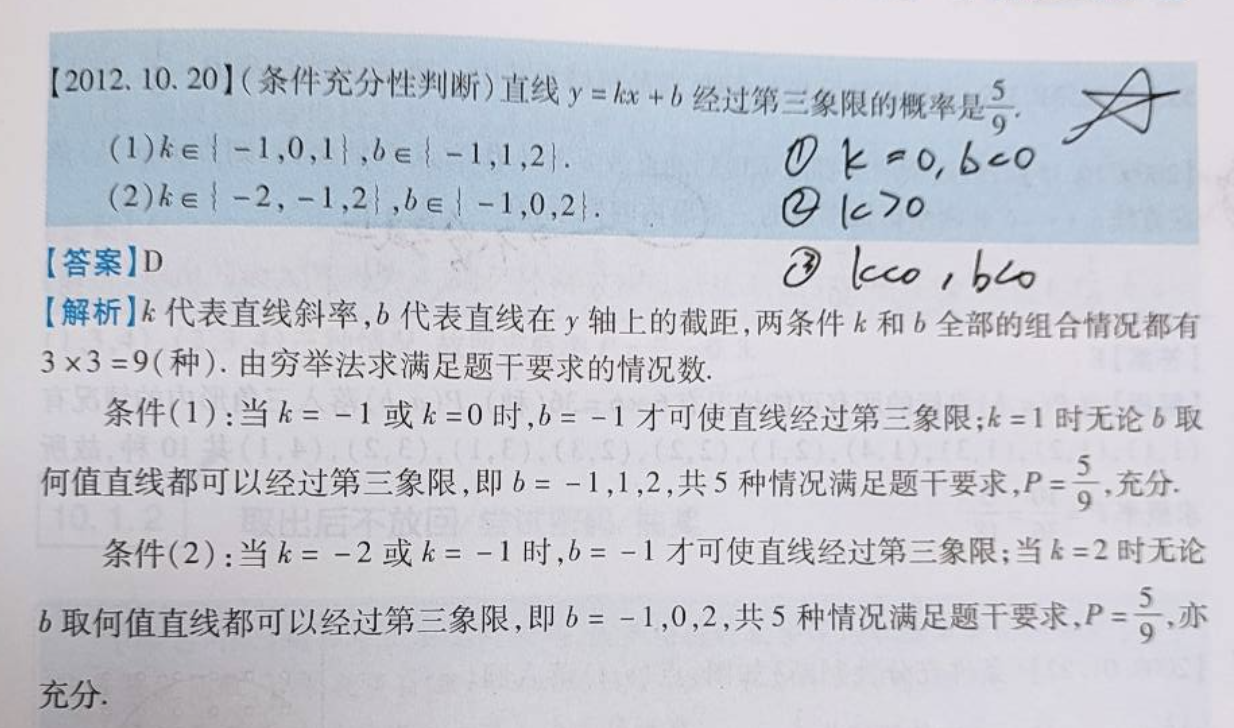 【2012.10.20】(条件充分性判断)直线 y=kx+b 经过第三象限的概率是5/9.
(1)k∈{-1,0,1},b∈{-1,1,2}.
① k=0,b<0
(2)k∈{-2,-1,2},b∈{-1,0,2}.
② k>0
【答案】D
③ k<0,b<0
【解析】k 代表直线斜率,b 代表直线在 y 轴上的截距,两条件 k 和 b 全部的组合情况都有
3×3=9(种). 由穷举法求满足题干要求的情况数.
条件(1):当 k=-1 或 k=0 时,b=-1 才可使直线经过第三象限;k=1 时无论 b 取
何值直线都可以经过第三象限,即 b=-1,1,2,共 5 种情况满足题干要求,P=5/9,充分.
条件(2):当 k=-2 或 k=-1 时,b=-1 才可使直线经过第三象限;当 k=2 时无论
b 取何值直线都可以经过第三象限,即 b=-1,0,2,共 5 种情况满足题干要求,P=5/9,亦
充分.